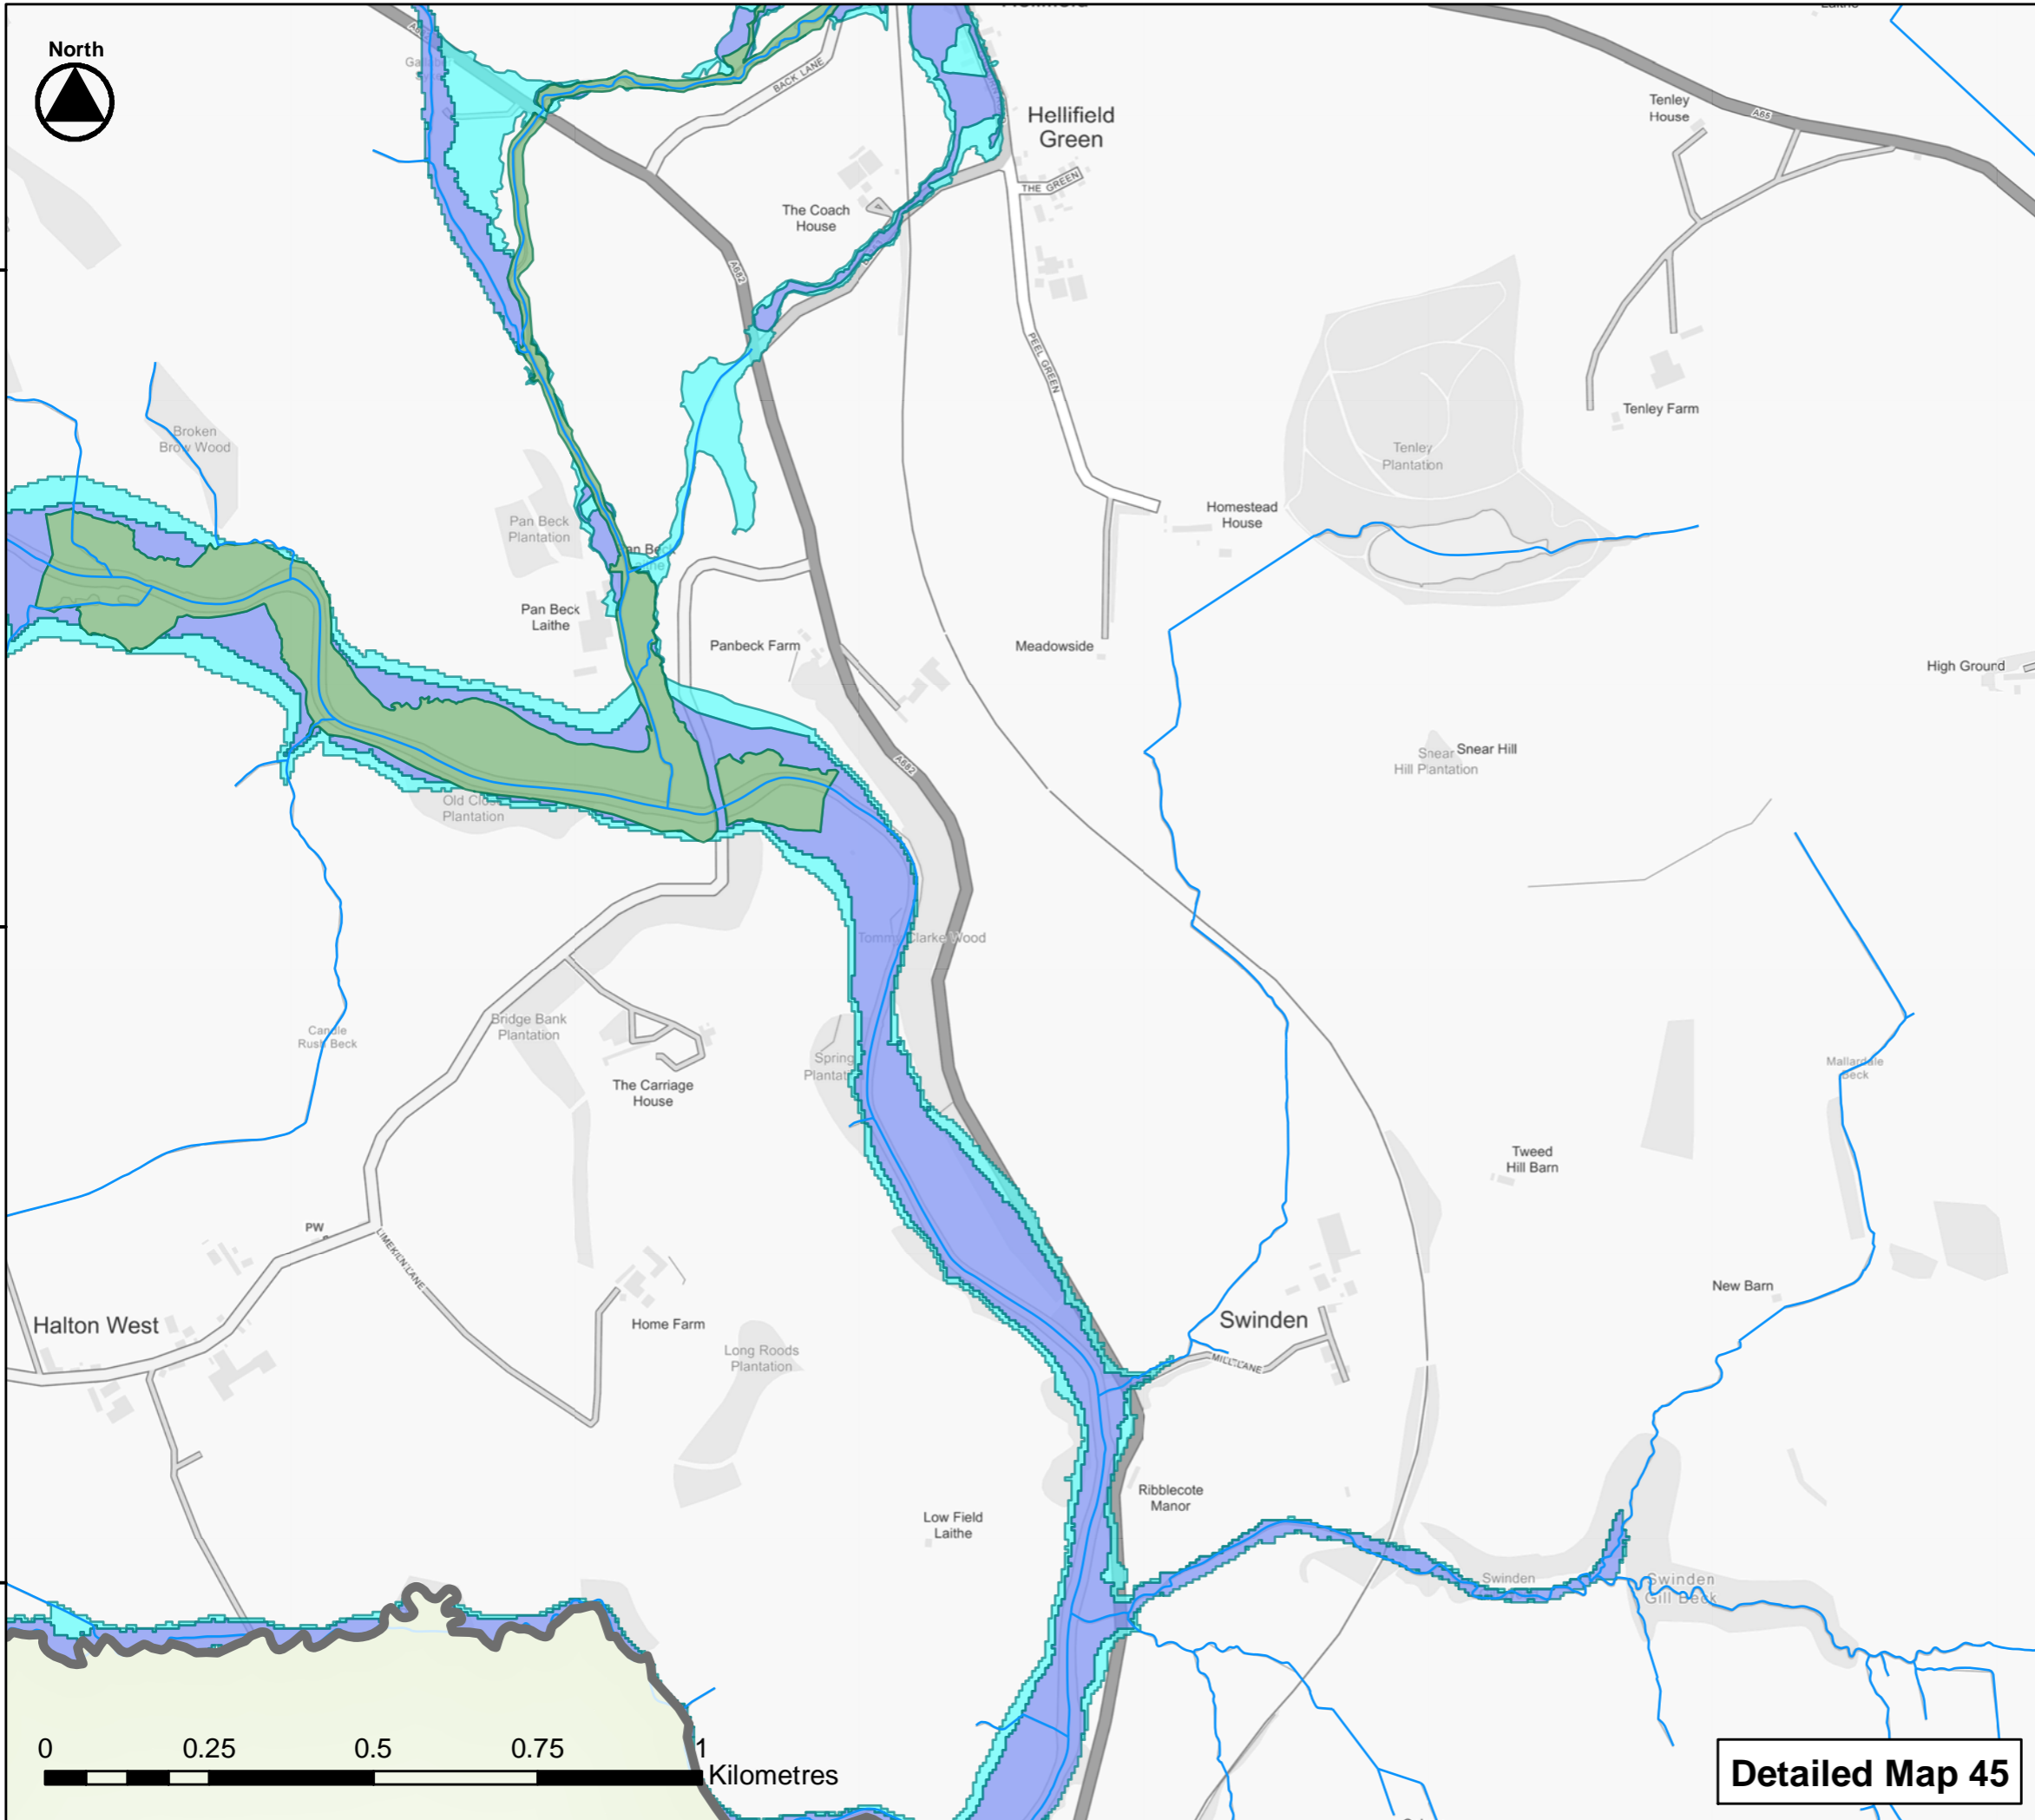 North
BACK LANE
Hellifield
Green
Tenley
House
A65
THE GREEN
The Coach
House
A682
PEEL GREEN
Tenley Farm
Broken
Brow Wood
Tenley
Plantation
Pan Beck
Plantation
Homestead
House
Pan Beck
Laithe
Panbeck Farm
Meadowside
High Ground
Snear Hill
Snear
Hill Plantation
A682
Plantation
Clarke Wood
Bridge Bank
Plantation
Candle
Rush Beck
Spring
The Carriage
House
Mallardale
Beck
Tweed
Hill Barn
PW
LIMEKILN LANE
New Barn
Halton West
Home Farm
Swinden
MILL LANE
Long Roods
Plantation
Ribblecote
Manor
Low Field
Laithe
Swinden
Swinden
Gill Beck
0
0.25
0.5
0.75
1
Kilometres
Detailed Map 45